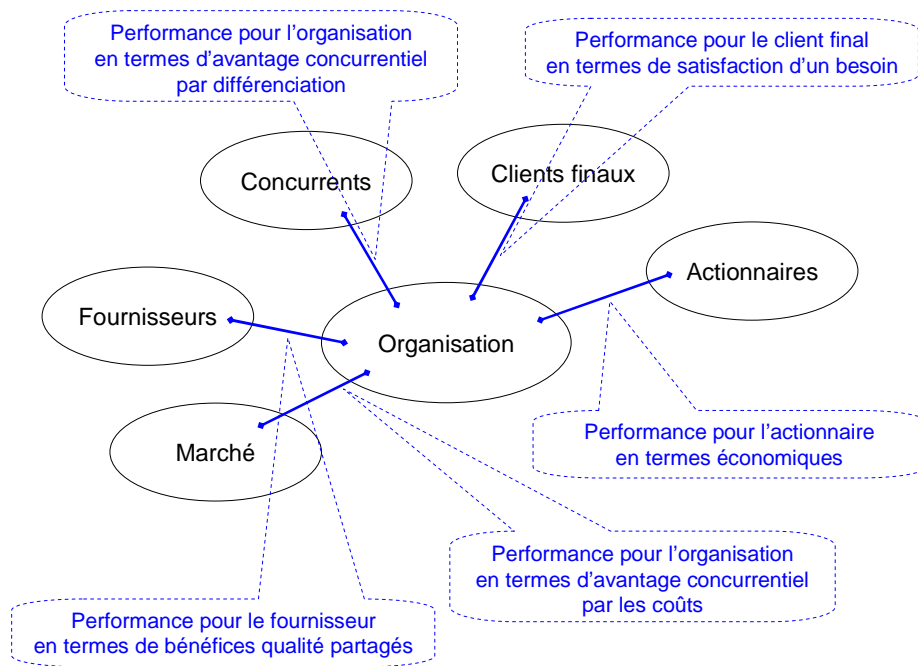 Performance pour l’organisation
en termes d’avantage concurrentiel
par différenciation
Performance pour le client final
en termes de satisfaction d’un besoin
Concurrents
Clients finaux
Actionnaires
Fournisseurs
Organisation
Marché
Performance pour l’actionnaire
en termes économiques
Performance pour l’organisation
en termes d’avantage concurrentiel
par les coûts
Performance pour le fournisseur
en termes de bénéfices qualité partagés